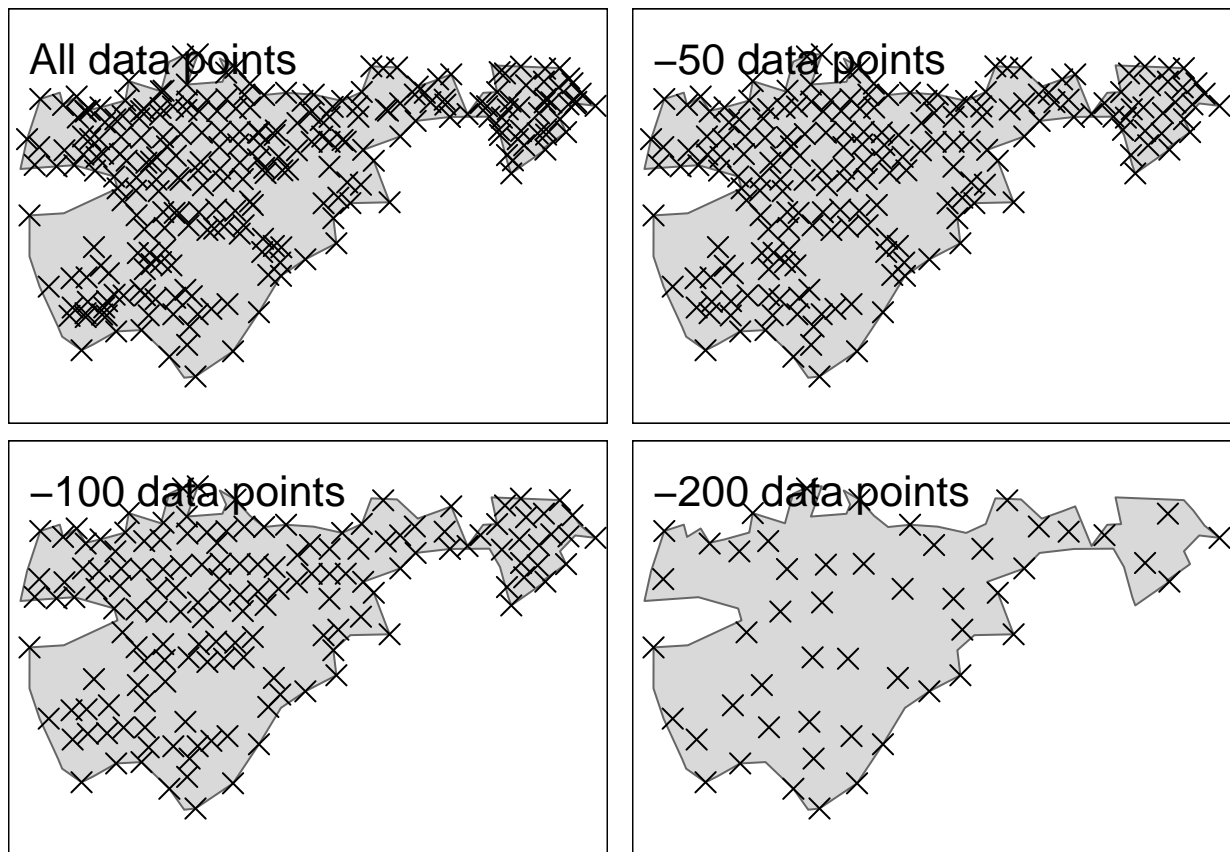 All data points
–50 data points
–100 data points
–200 data points